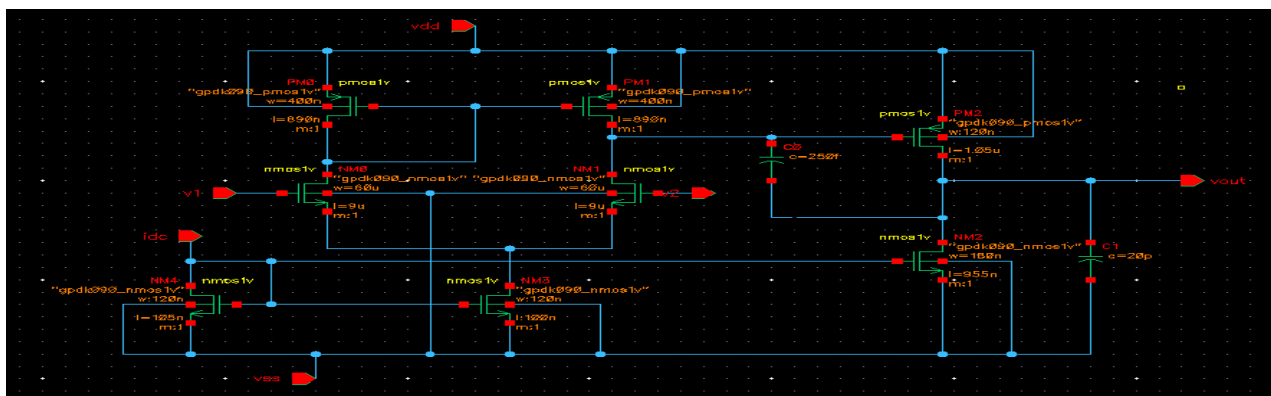 vdd
PM0 pmos1v
"gpdk090_pmos1v"
w=400n
l=890n
m:1
pmos1v PM1
"gpdk090_pmos1v"
w=400n
l=890n
m:1
pmos1v PM2
"gpdk090_pmos1v"
w:120n
l=1.05u
m:1
C0
c=250f
nmos1v NM0
"gpdk090_nmos1v"
w=60u
l=9u
m:1
nmos1v NM1
"gpdk090_nmos1v"
w=60u
l=9u
m:1
v1
v2
vout
idc
nmos1v NM2
"gpdk090_nmos1v"
l=955n
m:1
C1
c=20p
NM4 nmos1v
"gpdk090_nmos1v"
w:120n
l=105n
m:1
nmos1v NM3
"gpdk090_nmos1v"
w:120n
l:100n
m:1
vss